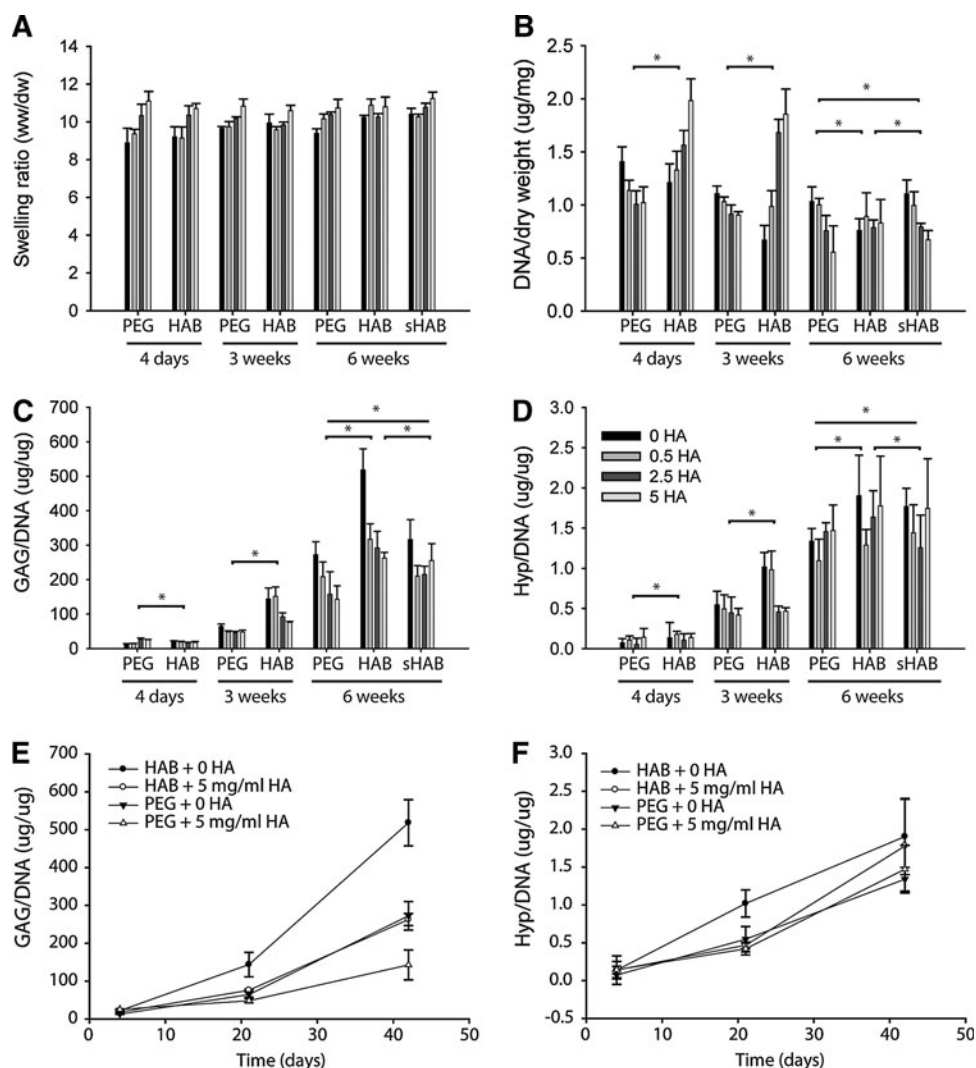 A
Swelling ratio (ww/dw)
14
12
10
8
6
4
2
0
PEG HAB PEG HAB PEG HAB sHAB
4 days 3 weeks 6 weeks
B
DNA/dry weight (ug/mg)
2.5
2.0
1.5
1.0
0.5
0.0
* * * * *
PEG HAB PEG HAB PEG HAB sHAB
4 days 3 weeks 6 weeks
C
GAG/DNA (ug/ug)
700
600
500
400
300
200
100
0
* * * * *
PEG HAB PEG HAB PEG HAB sHAB
4 days 3 weeks 6 weeks
D
Hyp/DNA (ug/ug)
3.0
2.5
2.0
1.5
1.0
0.5
0.0
0 HA
0.5 HA
2.5 HA
5 HA
* * * * *
PEG HAB PEG HAB PEG HAB sHAB
4 days 3 weeks 6 weeks
E
GAG/DNA (ug/ug)
700
600
500
400
300
200
100
0
HAB + 0 HA
HAB + 5 mg/ml HA
PEG + 0 HA
PEG + 5 mg/ml HA
0 10 20 30 40 50
Time (days)
F
Hyp/DNA (ug/ug)
3.0
2.5
2.0
1.5
1.0
0.5
0.0
-0.5
HAB + 0 HA
HAB + 5 mg/ml HA
PEG + 0 HA
PEG + 5 mg/ml HA
0 10 20 30 40 50
Time (days)